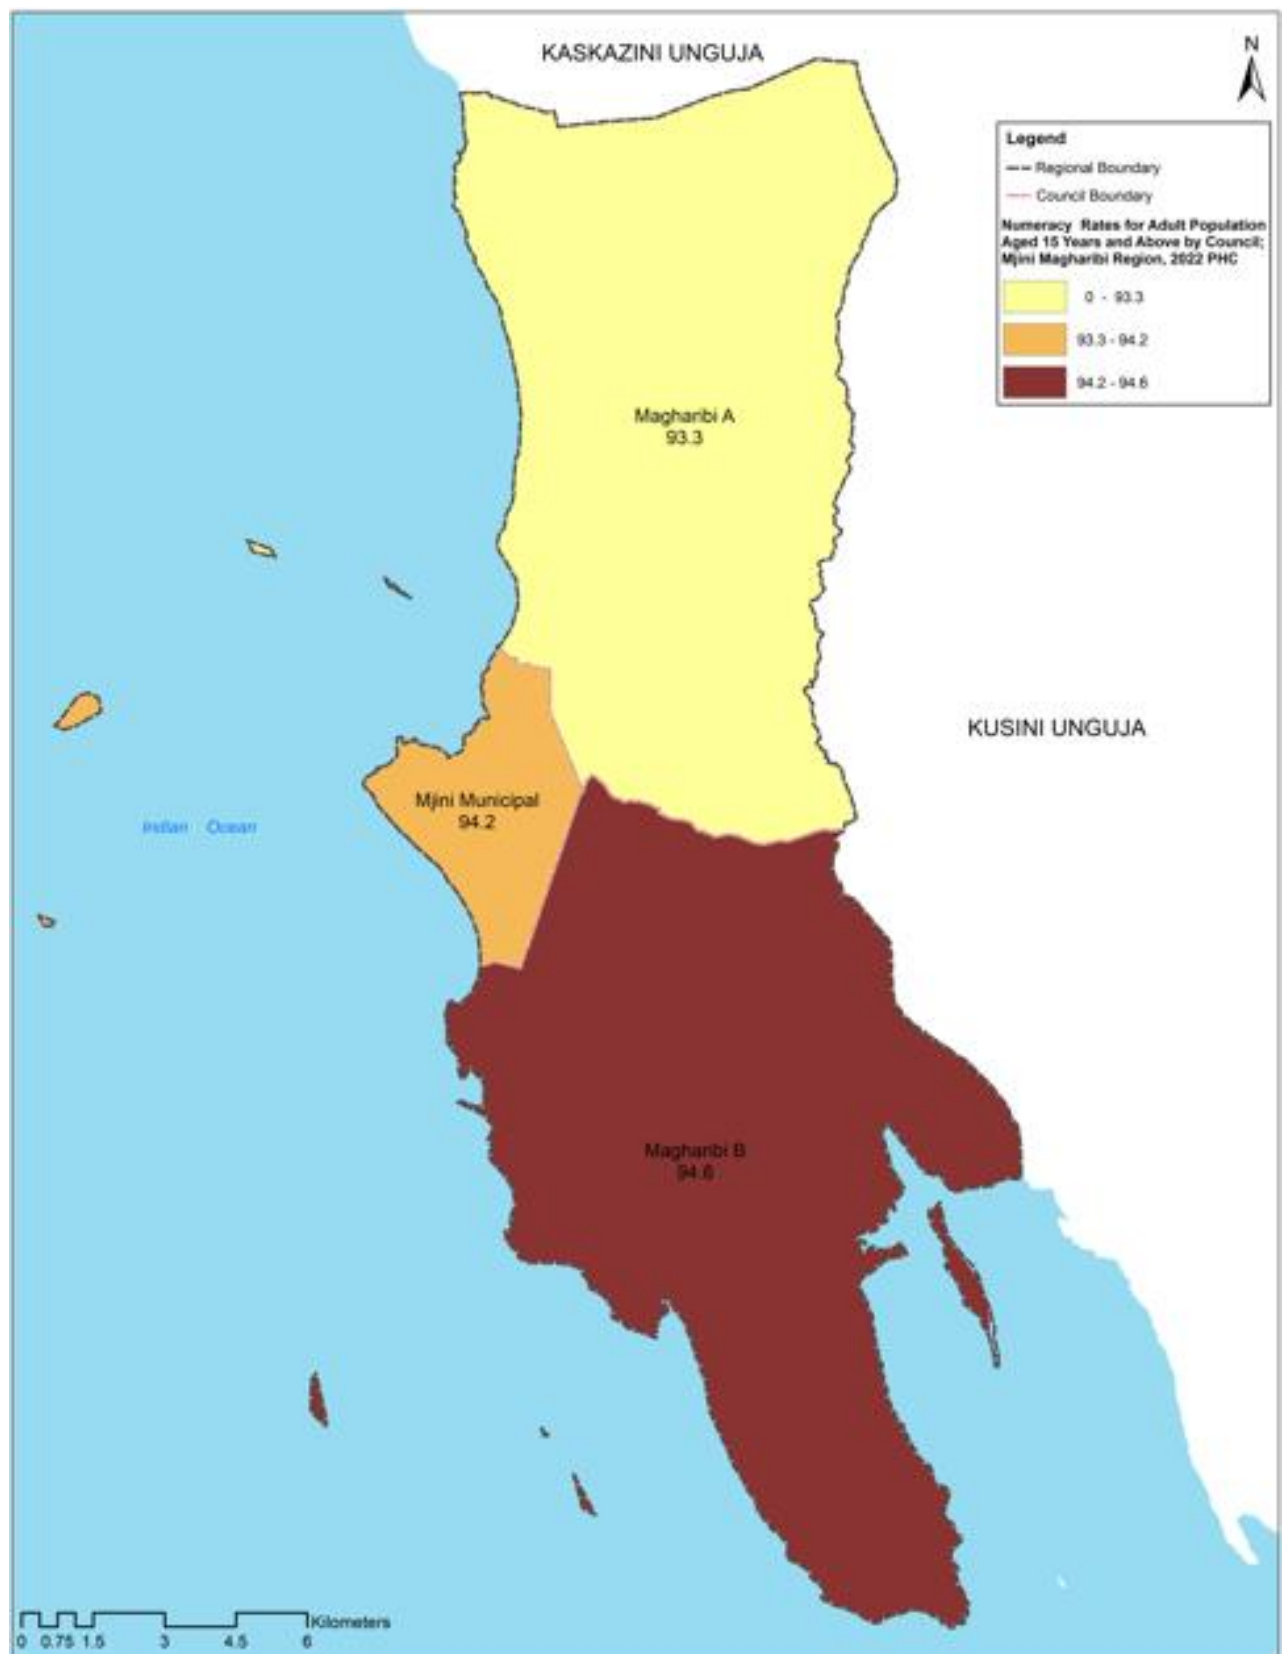 KASKAZINI UNGUJA
N
Legend
Regional Boundary
Council Boundary
Numeracy Rates for Adult Population
Aged 15 Years and Above by Council;
Mjini Magharibi Region, 2022 PHC
0 - 93.3
93.3 - 94.2
94.2 - 94.6
Magharibi A
93.3
KUSINI UNGUJA
Mjini Municipal
94.2
Indian Ocean
Magharibi B
94.6
Kilometers
0 0.75 1.5 3 4.5 6